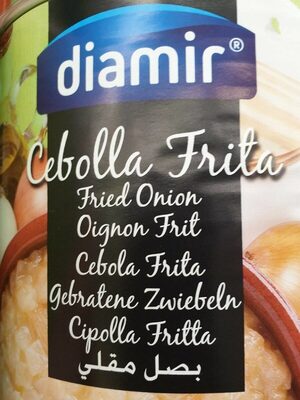 diamir®
Cebolla Frita
Fried Onion
Oignon Frit
Cebola Frita
Gebratene Zwiebeln
Cipolla Fritta
بصل مقلي